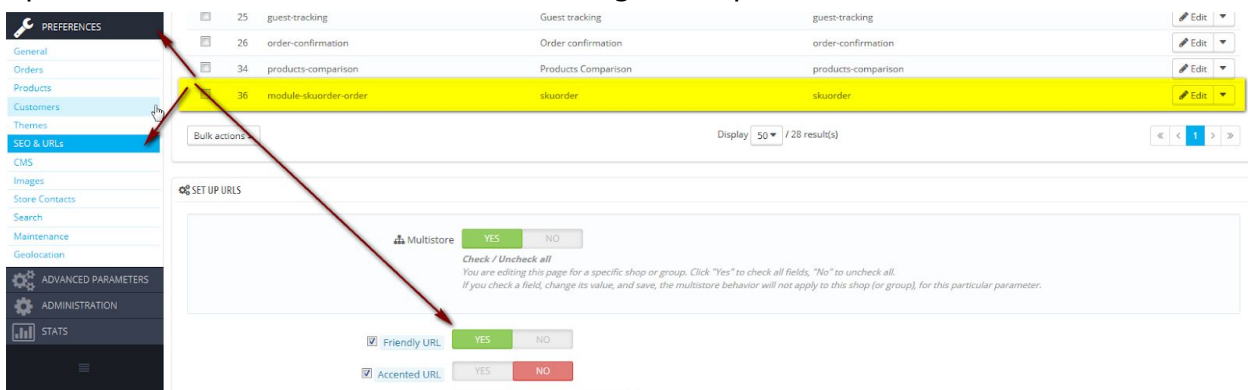 PREFERENCES
General
Orders
Products
Customers
Themes
SEO & URLs
CMS
Images
Store Contacts
Search
Maintenance
Geolocation
ADVANCED PARAMETERS
ADMINISTRATION
STATS
25 guest-tracking Guest tracking guest-tracking Edit
26 order-confirmation Order confirmation order-confirmation Edit
34 products-comparison Products Comparison products-comparison Edit
36 module-skuorder-order skuorder skuorder Edit
Bulk actions Display 50 / 28 result(s) « < 1 > »
SET UP URLS
Multistore YES NO
Check / Uncheck all
You are editing this page for a specific shop or group. Click "Yes" to check all fields, "No" to uncheck all.
If you check a field, change its value, and save, the multistore behavior will not apply to this shop (or group), for this particular parameter.
Friendly URL YES NO
Accented URL YES NO